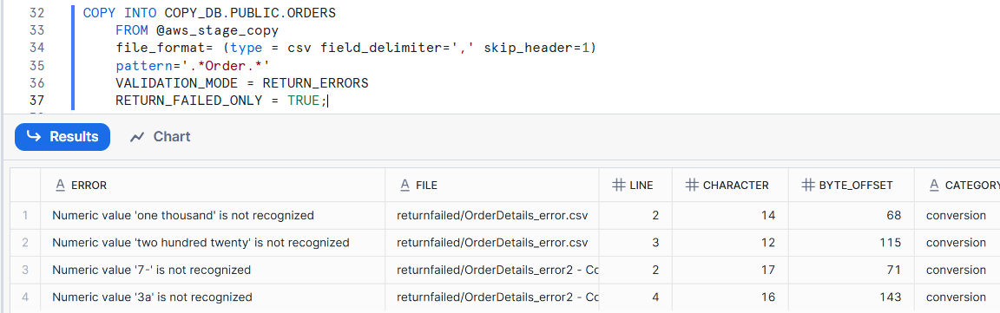 32 COPY INTO COPY_DB.PUBLIC.ORDERS
33 FROM @aws_stage_copy
34 file_format= (type = csv field_delimiter=',' skip_header=1)
35 pattern='.*Order.*'
36 VALIDATION_MODE = RETURN_ERRORS
37 RETURN_FAILED_ONLY = TRUE;
Results Chart
A ERROR A FILE # LINE # CHARACTER # BYTE_OFFSET A CATEGORY
1 Numeric value 'one thousand' is not recognized returnfailed/OrderDetails_error.csv 2 14 68 conversion
2 Numeric value 'two hundred twenty' is not recognized returnfailed/OrderDetails_error.csv 3 12 115 conversion
3 Numeric value '7-' is not recognized returnfailed/OrderDetails_error2 - Co 2 17 71 conversion
4 Numeric value '3a' is not recognized returnfailed/OrderDetails_error2 - Co 4 16 143 conversion